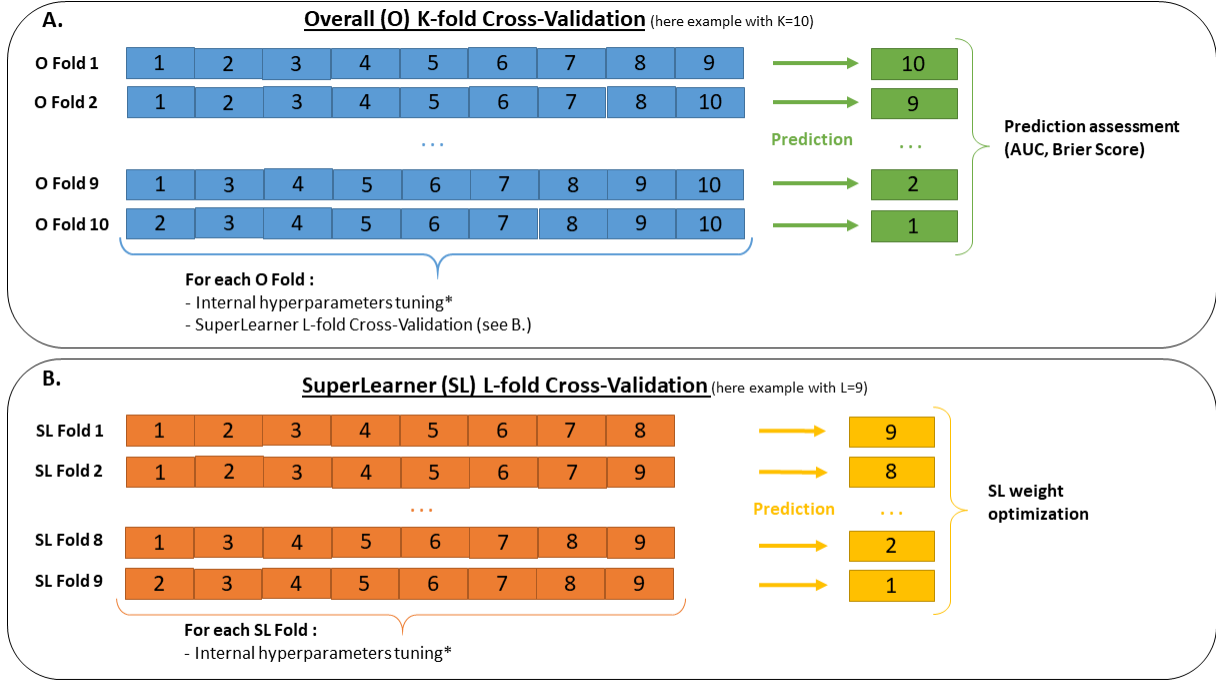 A.
Overall (O) K-fold Cross-Validation (here example with K=10)
O Fold 1 1 2 3 4 5 6 7 8 9 10
O Fold 2 1 2 3 4 5 6 7 8 10 9
... Prediction ...
O Fold 9 1 3 4 5 6 7 8 9 10 2
O Fold 10 2 3 4 5 6 7 8 9 10 1
Prediction assessment
(AUC, Brier Score)
For each O Fold :
- Internal hyperparameters tuning*
- SuperLearner L-fold Cross-Validation (see B.)
B.
SuperLearner (SL) L-fold Cross-Validation (here example with L=9)
SL Fold 1 1 2 3 4 5 6 7 8 9
SL Fold 2 1 2 3 4 5 6 7 9 8
... Prediction ...
SL Fold 8 1 3 4 5 6 7 8 9 2
SL Fold 9 2 3 4 5 6 7 8 9 1
SL weight
optimization
For each SL Fold :
- Internal hyperparameters tuning*